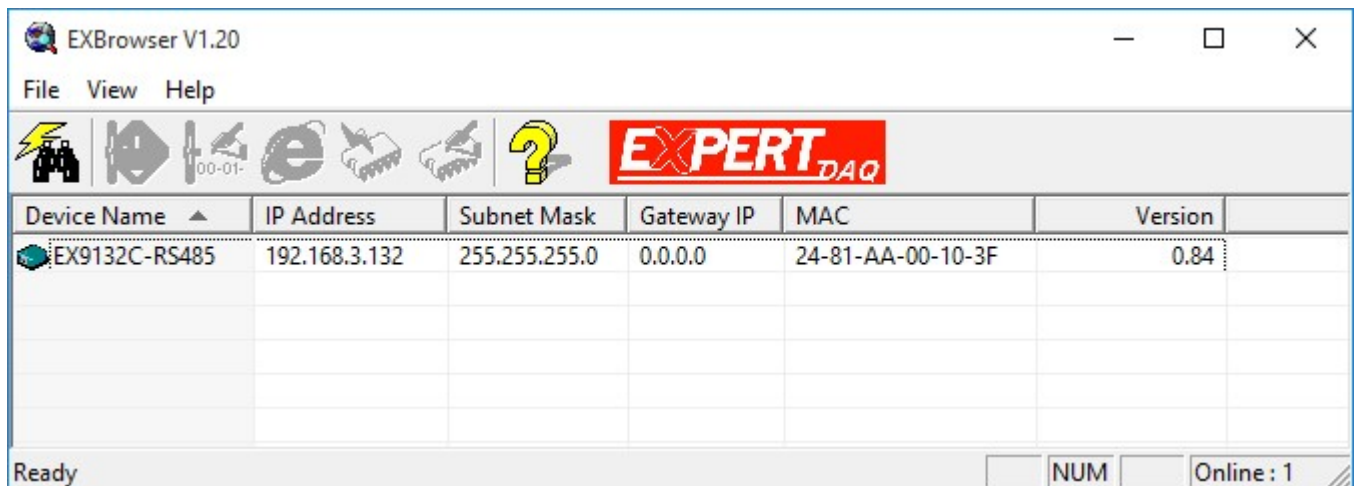 EXBrowser V1.20
File View Help
00-01-
EXPERT DAQ
Device Name IP Address Subnet Mask Gateway IP MAC Version
EX9132C-RS485 192.168.3.132 255.255.255.0 0.0.0.0 24-81-AA-00-10-3F 0.84
Ready NUM Online : 1